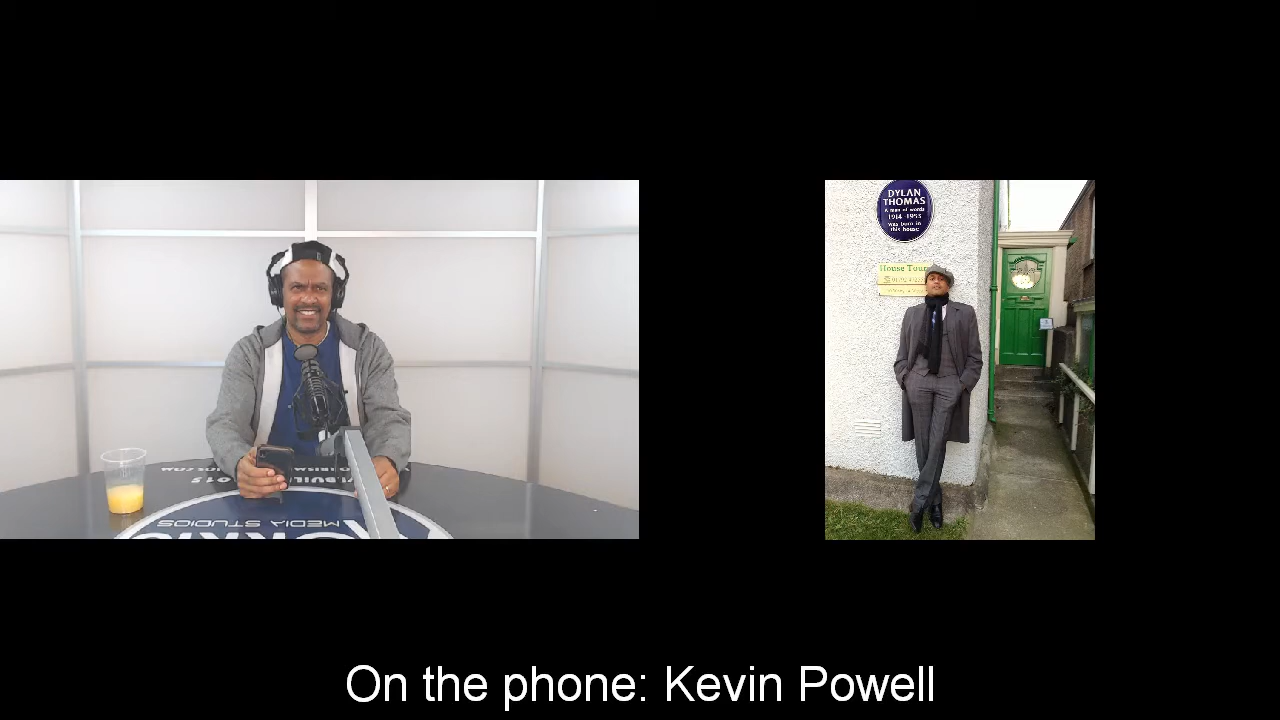 DYLAN
THOMAS
A man of words
1914 - 1953
was born in
this house
House Tour
MEDIA STUDIOS
On the phone: Kevin Powell